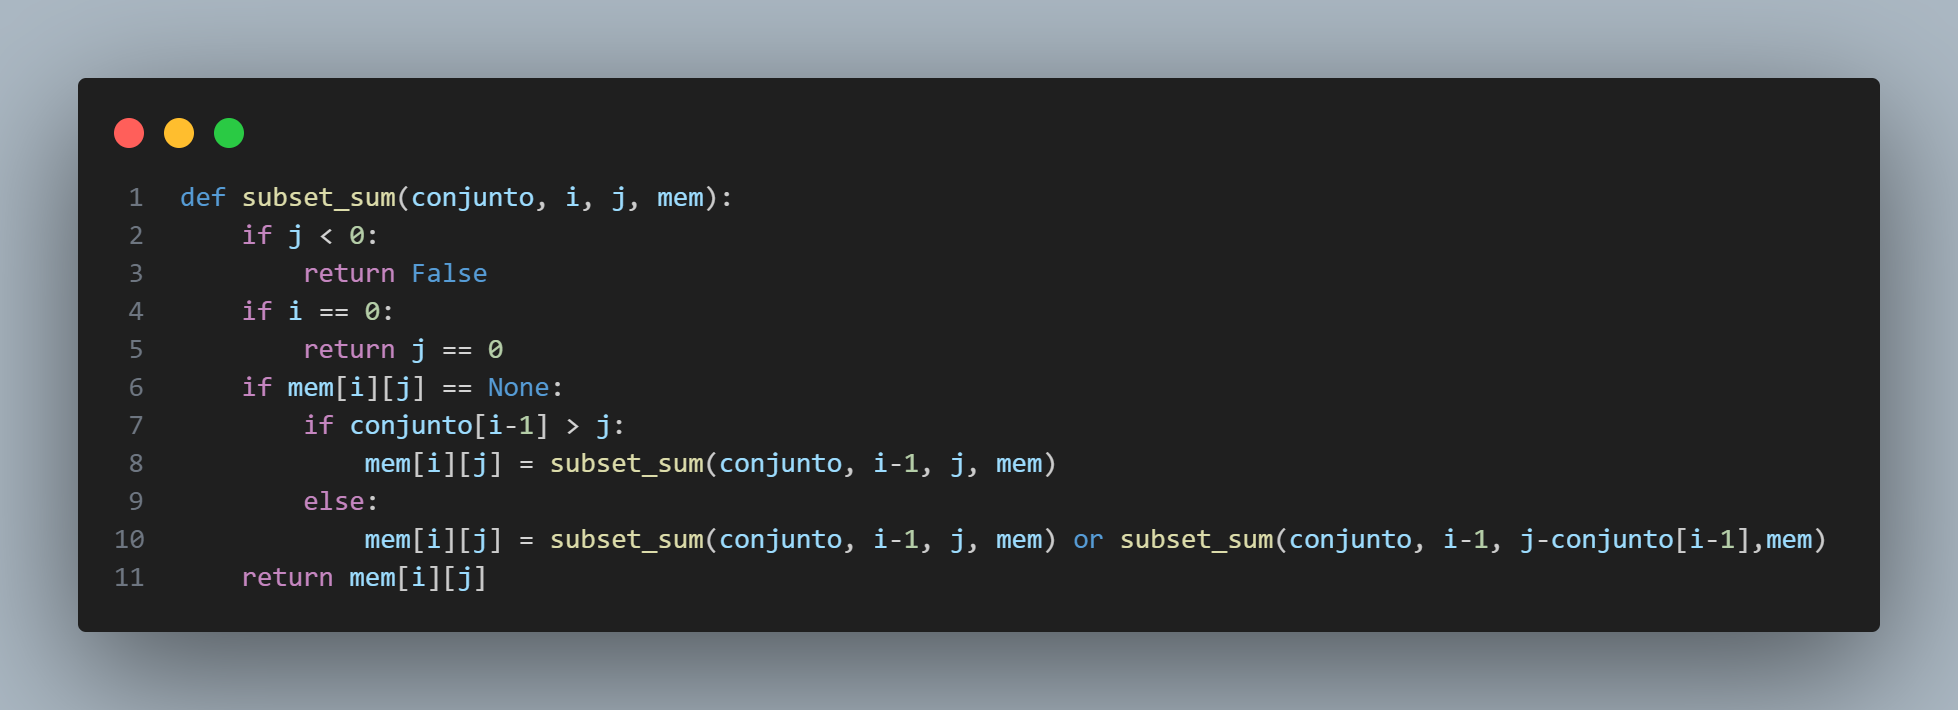 1 def subset_sum(conjunto, i, j, mem):
2     if j < 0:
3         return False
4     if i == 0:
5         return j == 0
6     if mem[i][j] == None:
7         if conjunto[i-1] > j:
8             mem[i][j] = subset_sum(conjunto, i-1, j, mem)
9         else:
10             mem[i][j] = subset_sum(conjunto, i-1, j, mem) or subset_sum(conjunto, i-1, j-conjunto[i-1],mem)
11     return mem[i][j]